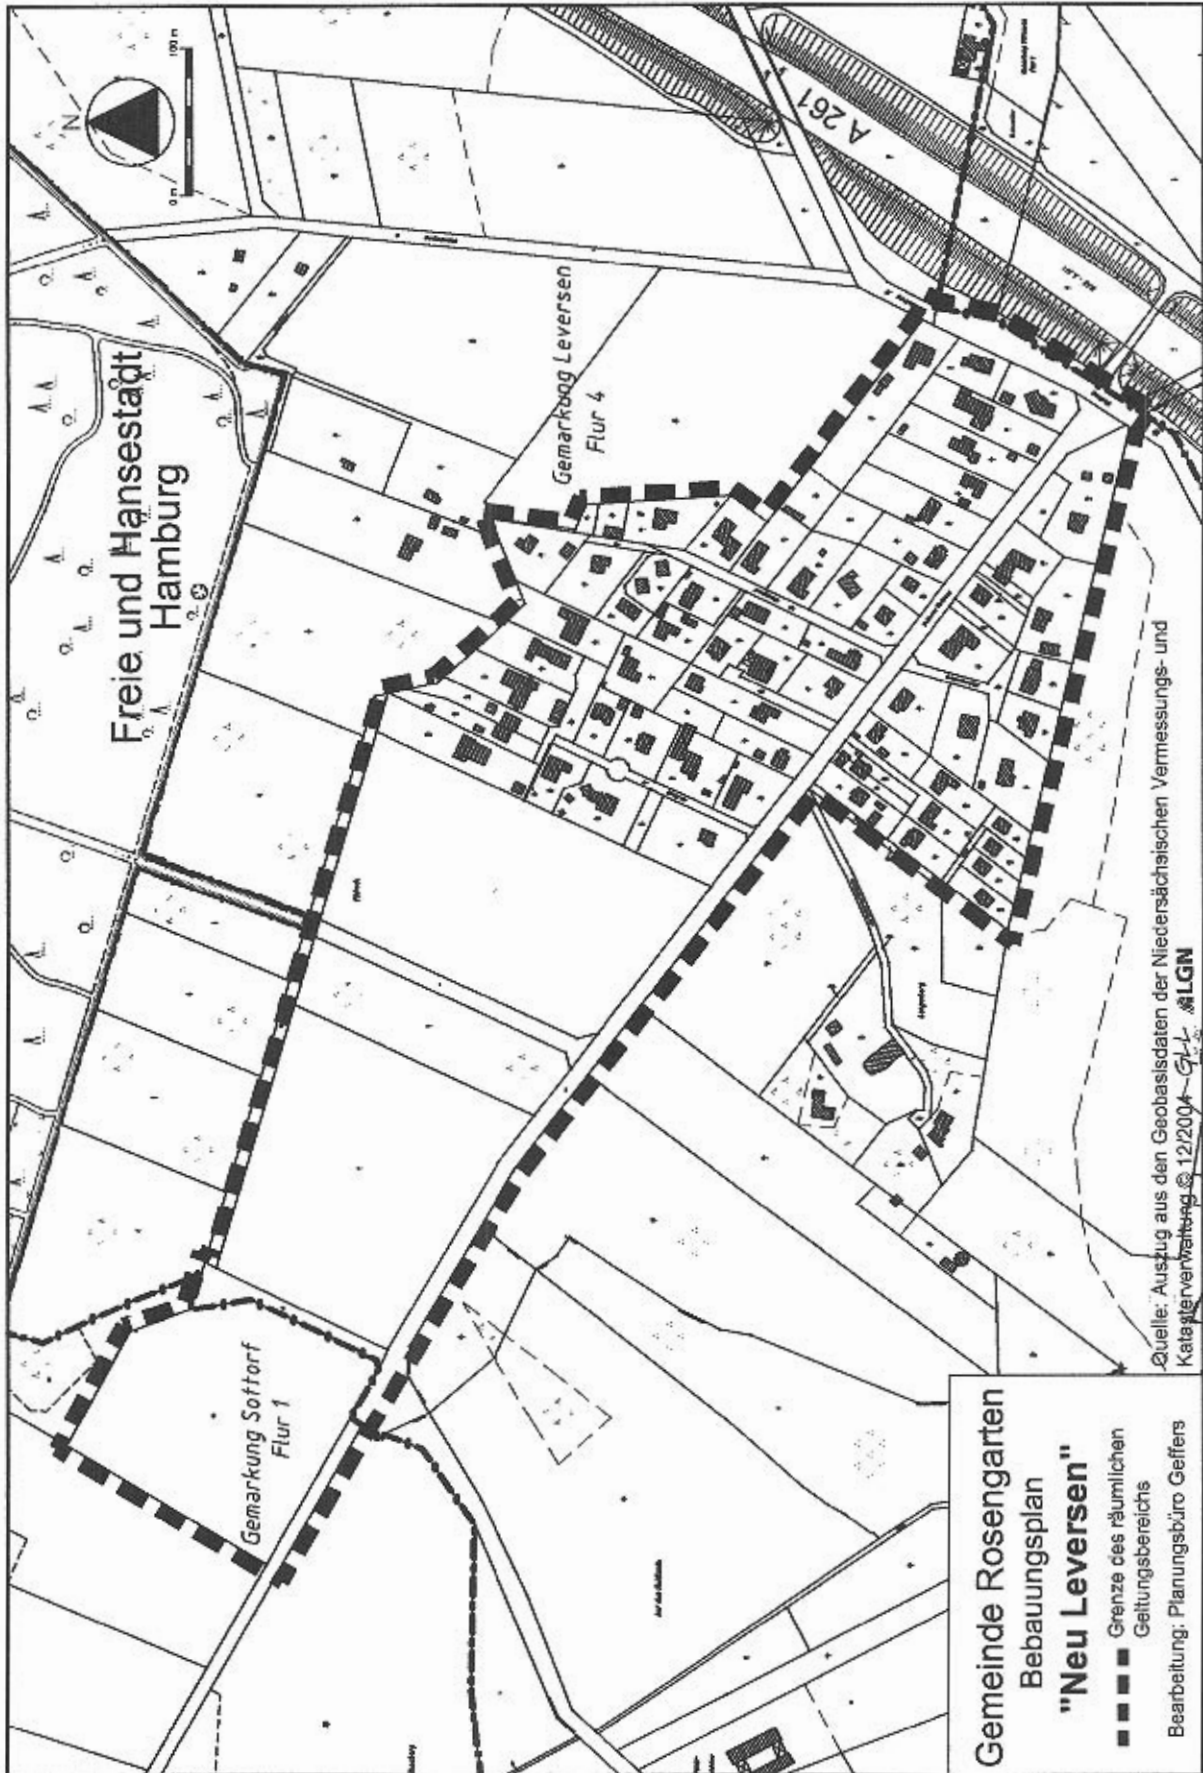 N
0 m
100 m
A 261
Freie und Hansestadt
Hamburg
Gemarkung Leversen
Flur 4
Gemarkung Sottorf
Flur 1
Quelle: Auszug aus den Geobasisdaten der Niedersächsischen Vermessungs- und
Katasterverwaltung © 12/2004 GLL LGN
Gemeinde Rosengarten
Bebauungsplan
"Neu Leversen"
Grenze des räumlichen
Geltungsbereichs
Bearbeitung: Planungsbüro Geffers